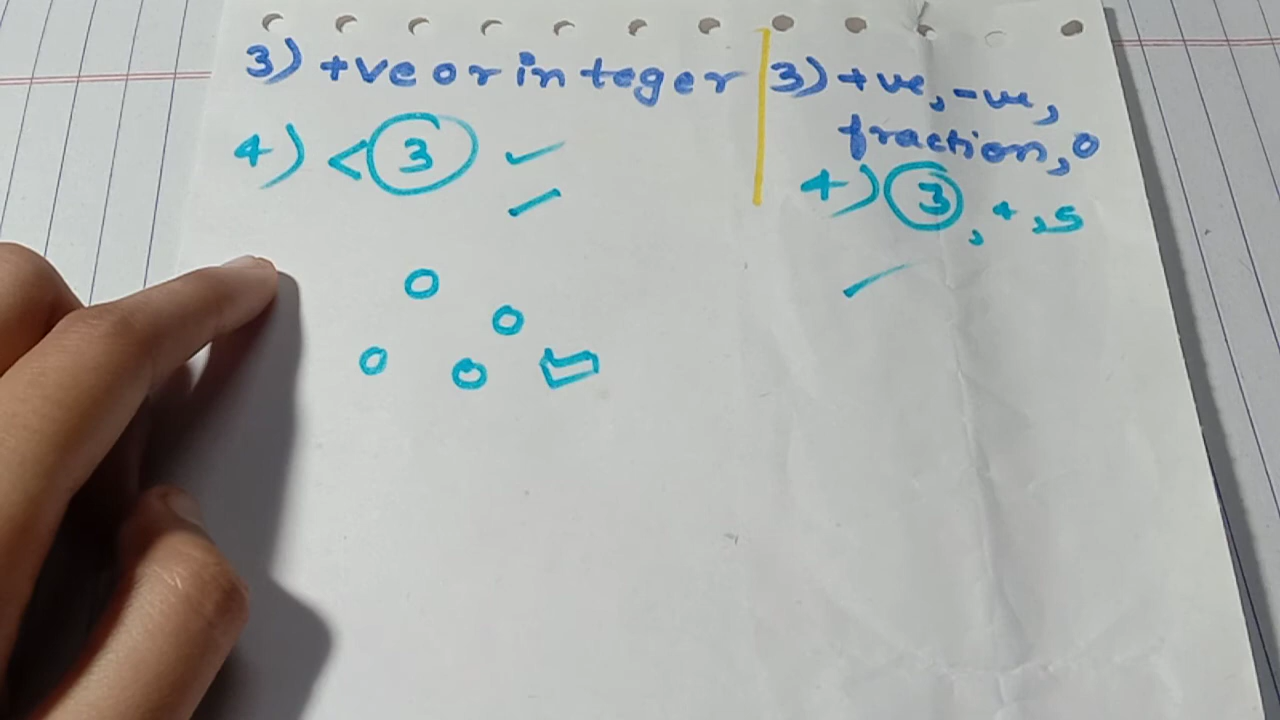 3) +ve or integer
4) <3
3) +ve, -ve,
fraction, 0
4) 3, 4, 5